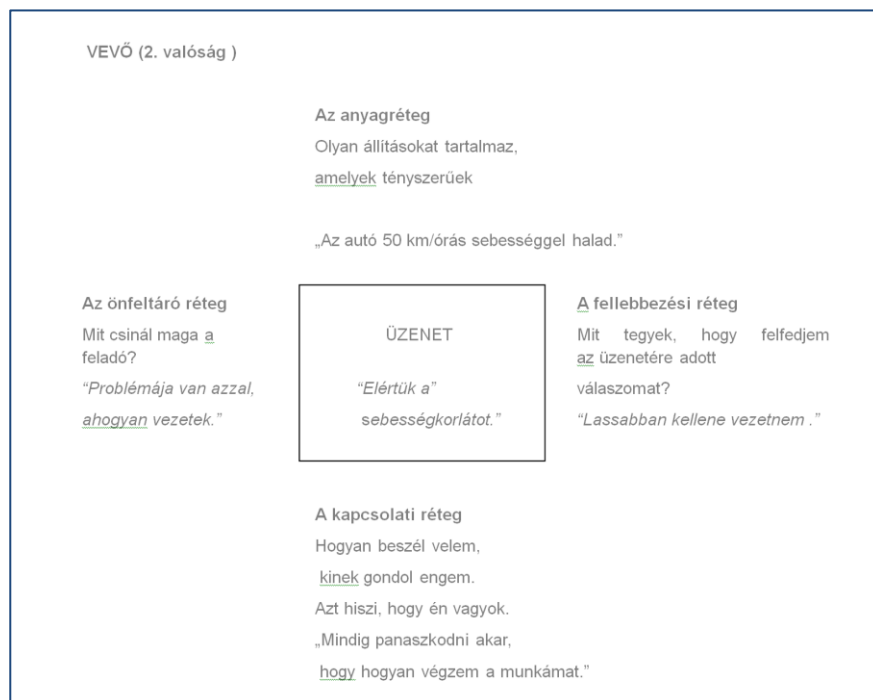 VEVŐ (2. valóság )
Az anyagréteg
Olyan állításokat tartalmaz,
amelyek tényszerűek
„Az autó 50 km/órás sebességgel halad.”
Az önfeltáró réteg
Mit csinál maga a
feladó?
“Problémája van azzal,
ahogyan vezetek.”
ÜZENET
“Elértük a”
sebességkorlátot.”
A fellebbezési réteg
Mit tegyek, hogy felfedjem
az üzenetére adott
válaszomat?
“Lassabban kellene vezetnem .”
A kapcsolati réteg
Hogyan beszél velem,
kinek gondol engem.
Azt hiszi, hogy én vagyok.
„Mindig panaszkodni akar,
hogy hogyan végzem a munkámat.”